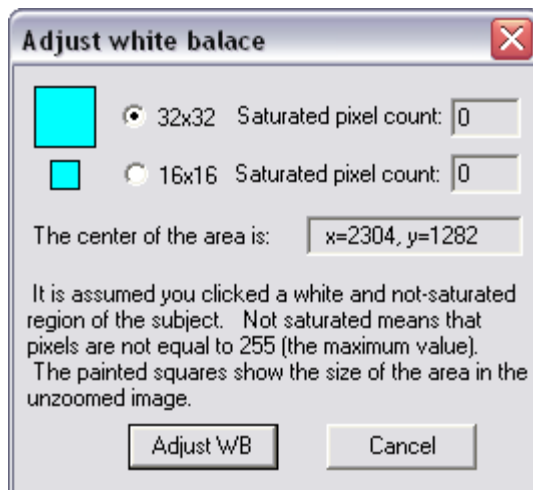 Adjust white balace
32x32 Saturated pixel count: 0
16x16 Saturated pixel count: 0
The center of the area is: x=2304, y=1282
It is assumed you clicked a white and not-saturated
region of the subject. Not saturated means that
pixels are not equal to 255 (the maximum value).
The painted squares show the size of the area in the
unzoomed image.
Adjust WB Cancel